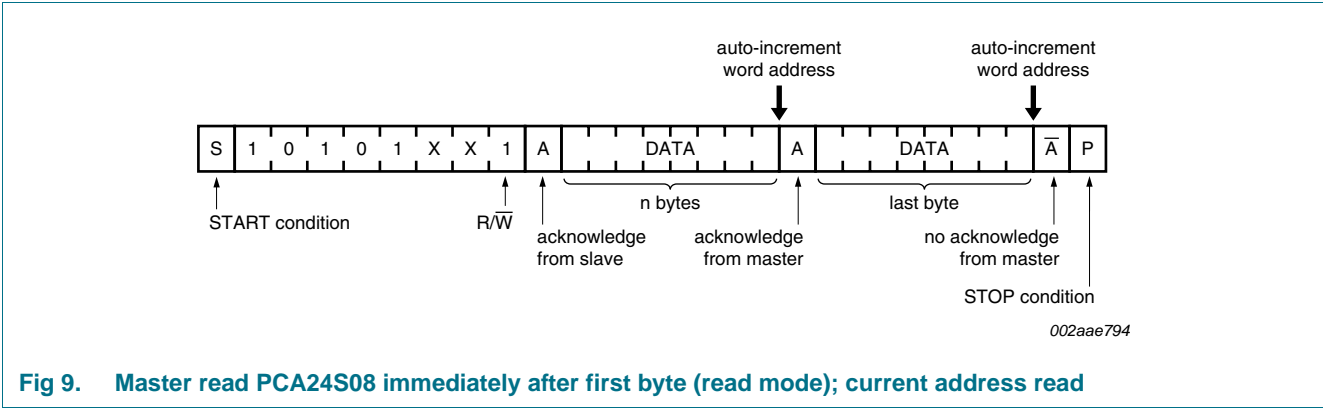 auto-increment
word address
auto-increment
word address
S 1 0 1 0 1 X X 1 A DATA A DATA A̅ P
n bytes
last byte
START condition
R/W̅
acknowledge
from slave
acknowledge
from master
no acknowledge
from master
STOP condition
002aae794
Fig 9. Master read PCA24S08 immediately after first byte (read mode); current address read